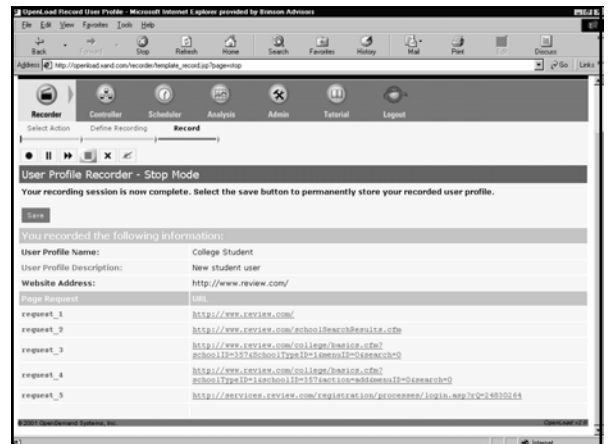 OpenLoad Record User Profile - Microsoft Internet Explorer provided by Brinson Advisors
File Edit View Favorites Tools Help
Back Forward Stop Refresh Home Search Favorites History Mail Print Edit Discuss
Address http://openload.vand.com/recorder/template_record.jsp?page=stop Go Links
Recorder Controller Scheduler Analysis Admin Tutorial Logout
Select Action Define Recording Record
User Profile Recorder - Stop Mode
Your recording session is now complete. Select the save button to permanently store your recorded user profile.
Save
You recorded the following information:
User Profile Name: College Student
User Profile Description: New student user
Website Address: http://www.review.com/
Page Request URL
request_1 http://www.review.com/
request_2 http://www.review.com/schoolSearchResults.cfm
request_3 http://www.review.com/college/basics.cfm?
schoolID=357&SchoolTypeID=1&menuID=0&search=0
request_4 http://www.review.com/college/basics.cfm?
schoolTypeID=1&schoolID=357&action=add&menuID=0&search=0
request_5 http://services.review.com/registration/processes/login.asp?rQ=24830264
©2001 OpenDemand Systems, Inc. OpenLoad v2.0
Internet